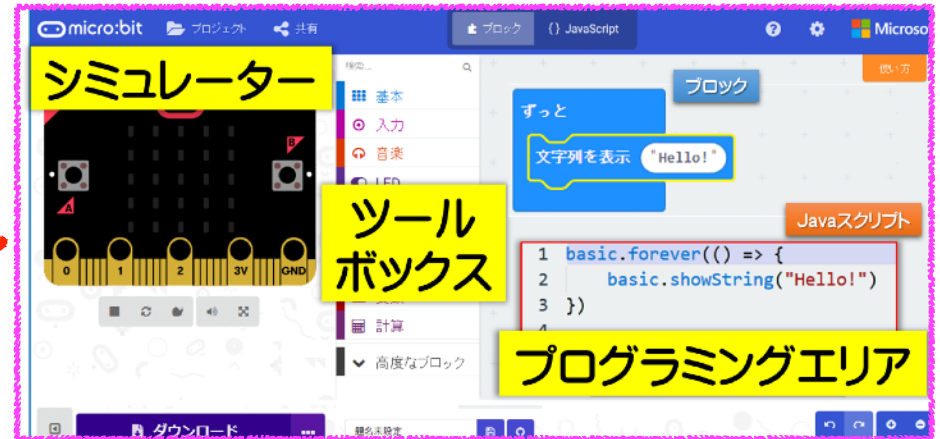 micro:bit プロジェクト 共有 ブロック {} JavaScript ? Microso
シミュレーター
検索...
使い方
基本
入力
音楽
LED
ツール
ボックス
計算
高度なブロック
ブロック
ずっと
文字列を表示 "Hello!"
Javaスクリプト
1 basic.forever(() => {
2 basic.showString("Hello!")
3 })
4
プログラミングエリア
A
B
0 1 2 3V GND
ダウンロード ...
題名未設定